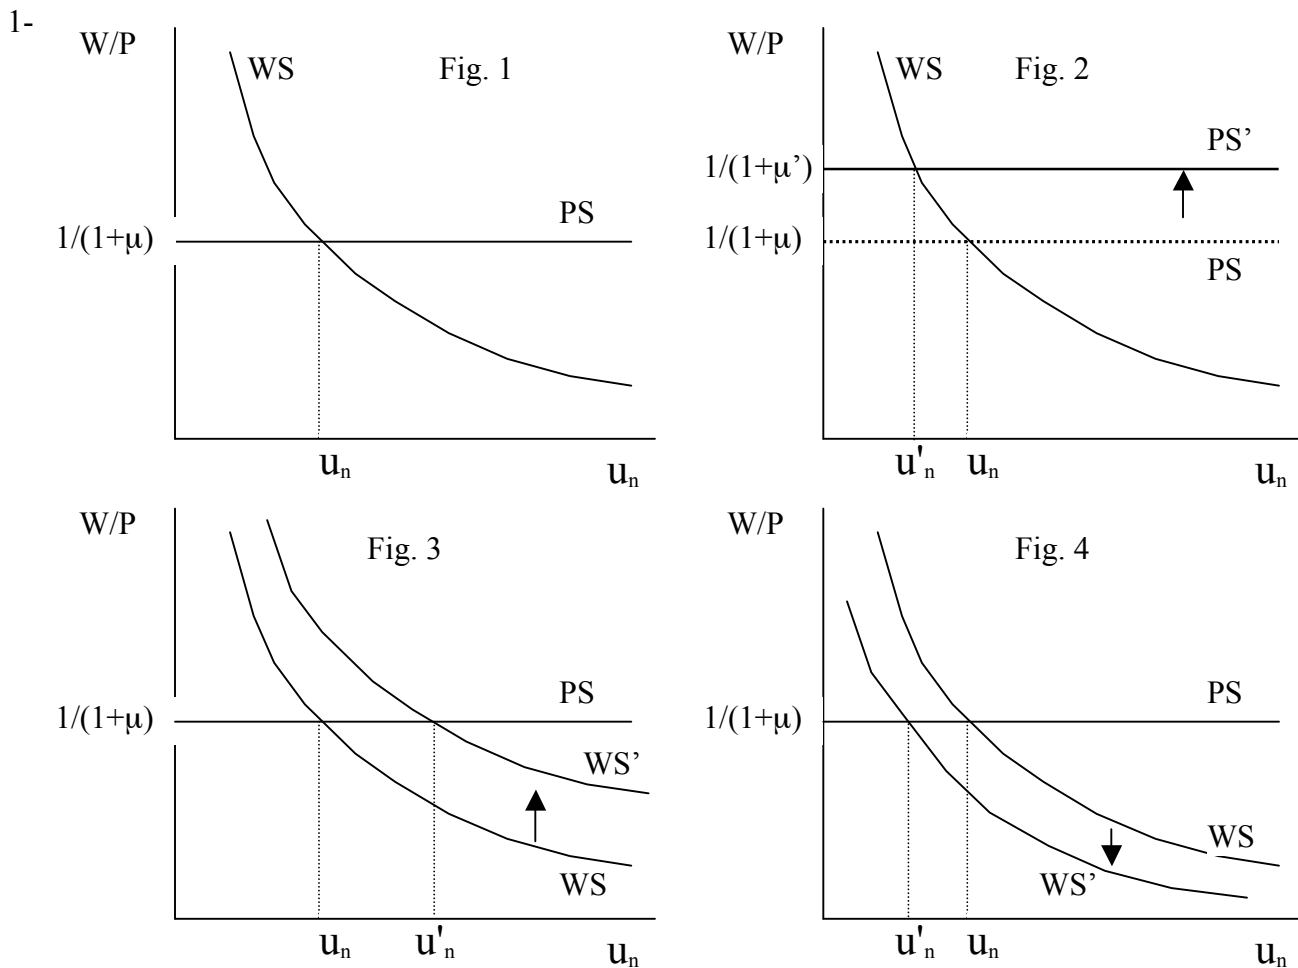 1-
W/P
WS
Fig. 1
PS
1/(1+μ)
uₙ
uₙ
W/P
WS
Fig. 2
PS’
1/(1+μ’)
1/(1+μ)
PS
u'ₙ
uₙ
uₙ
W/P
Fig. 3
PS
1/(1+μ)
WS’
WS
uₙ
u'ₙ
uₙ
W/P
Fig. 4
PS
1/(1+μ)
WS
WS’
u'ₙ
uₙ
uₙ